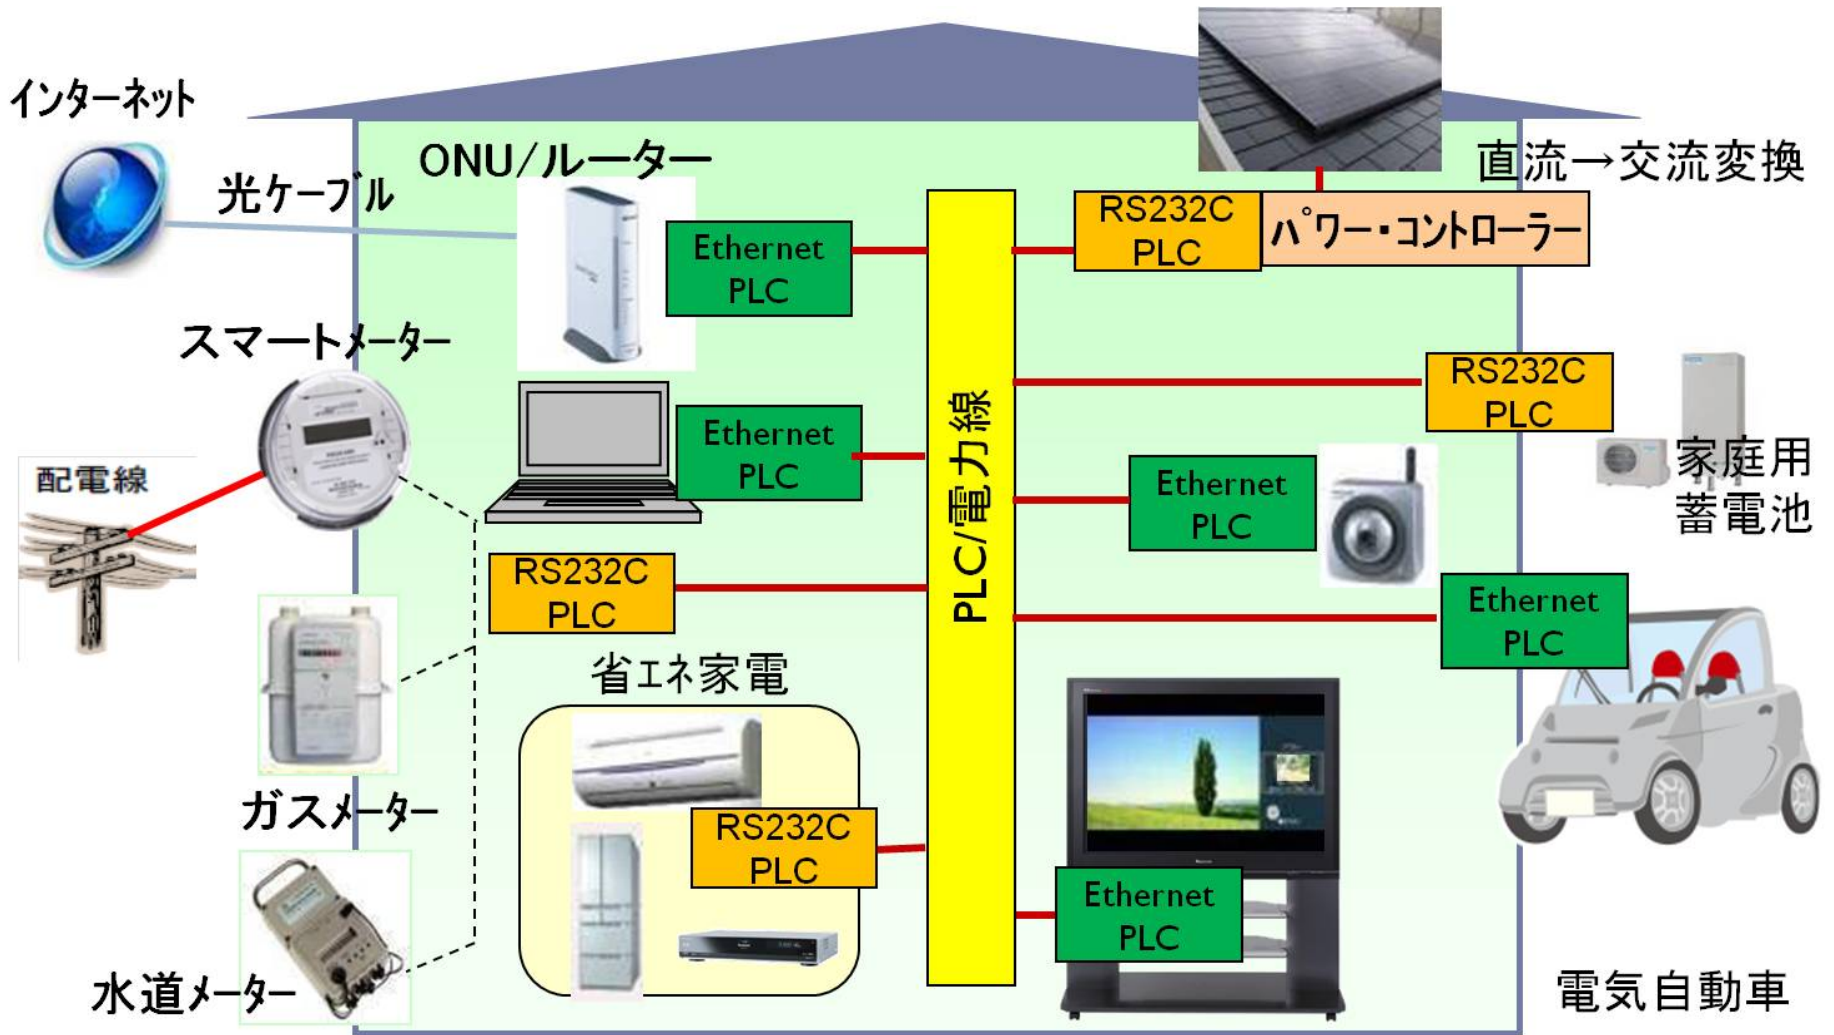 インターネット
光ケーブル
ONU/ルーター
Ethernet
PLC
RS232C
PLC
パワー・コントローラー
直流→交流変換
スマートメーター
配電線
Ethernet
PLC
PLC/電力線
RS232C
PLC
家庭用
蓄電池
Ethernet
PLC
RS232C
PLC
Ethernet
PLC
省エネ家電
ガスメーター
RS232C
PLC
Ethernet
PLC
水道メーター
電気自動車